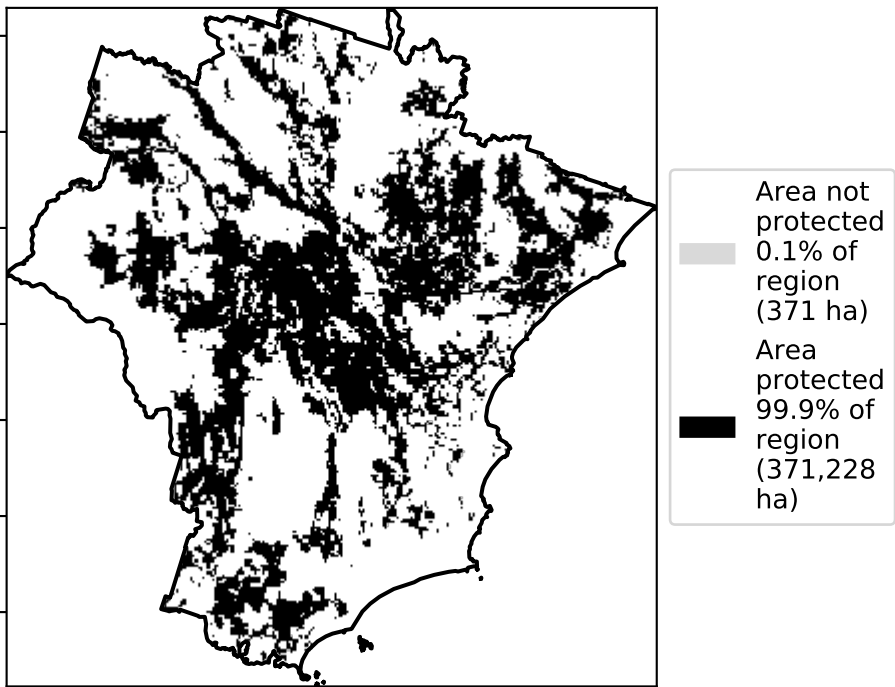 Area not
protected
0.1% of
region
(371 ha)
Area
protected
99.9% of
region
(371,228
ha)